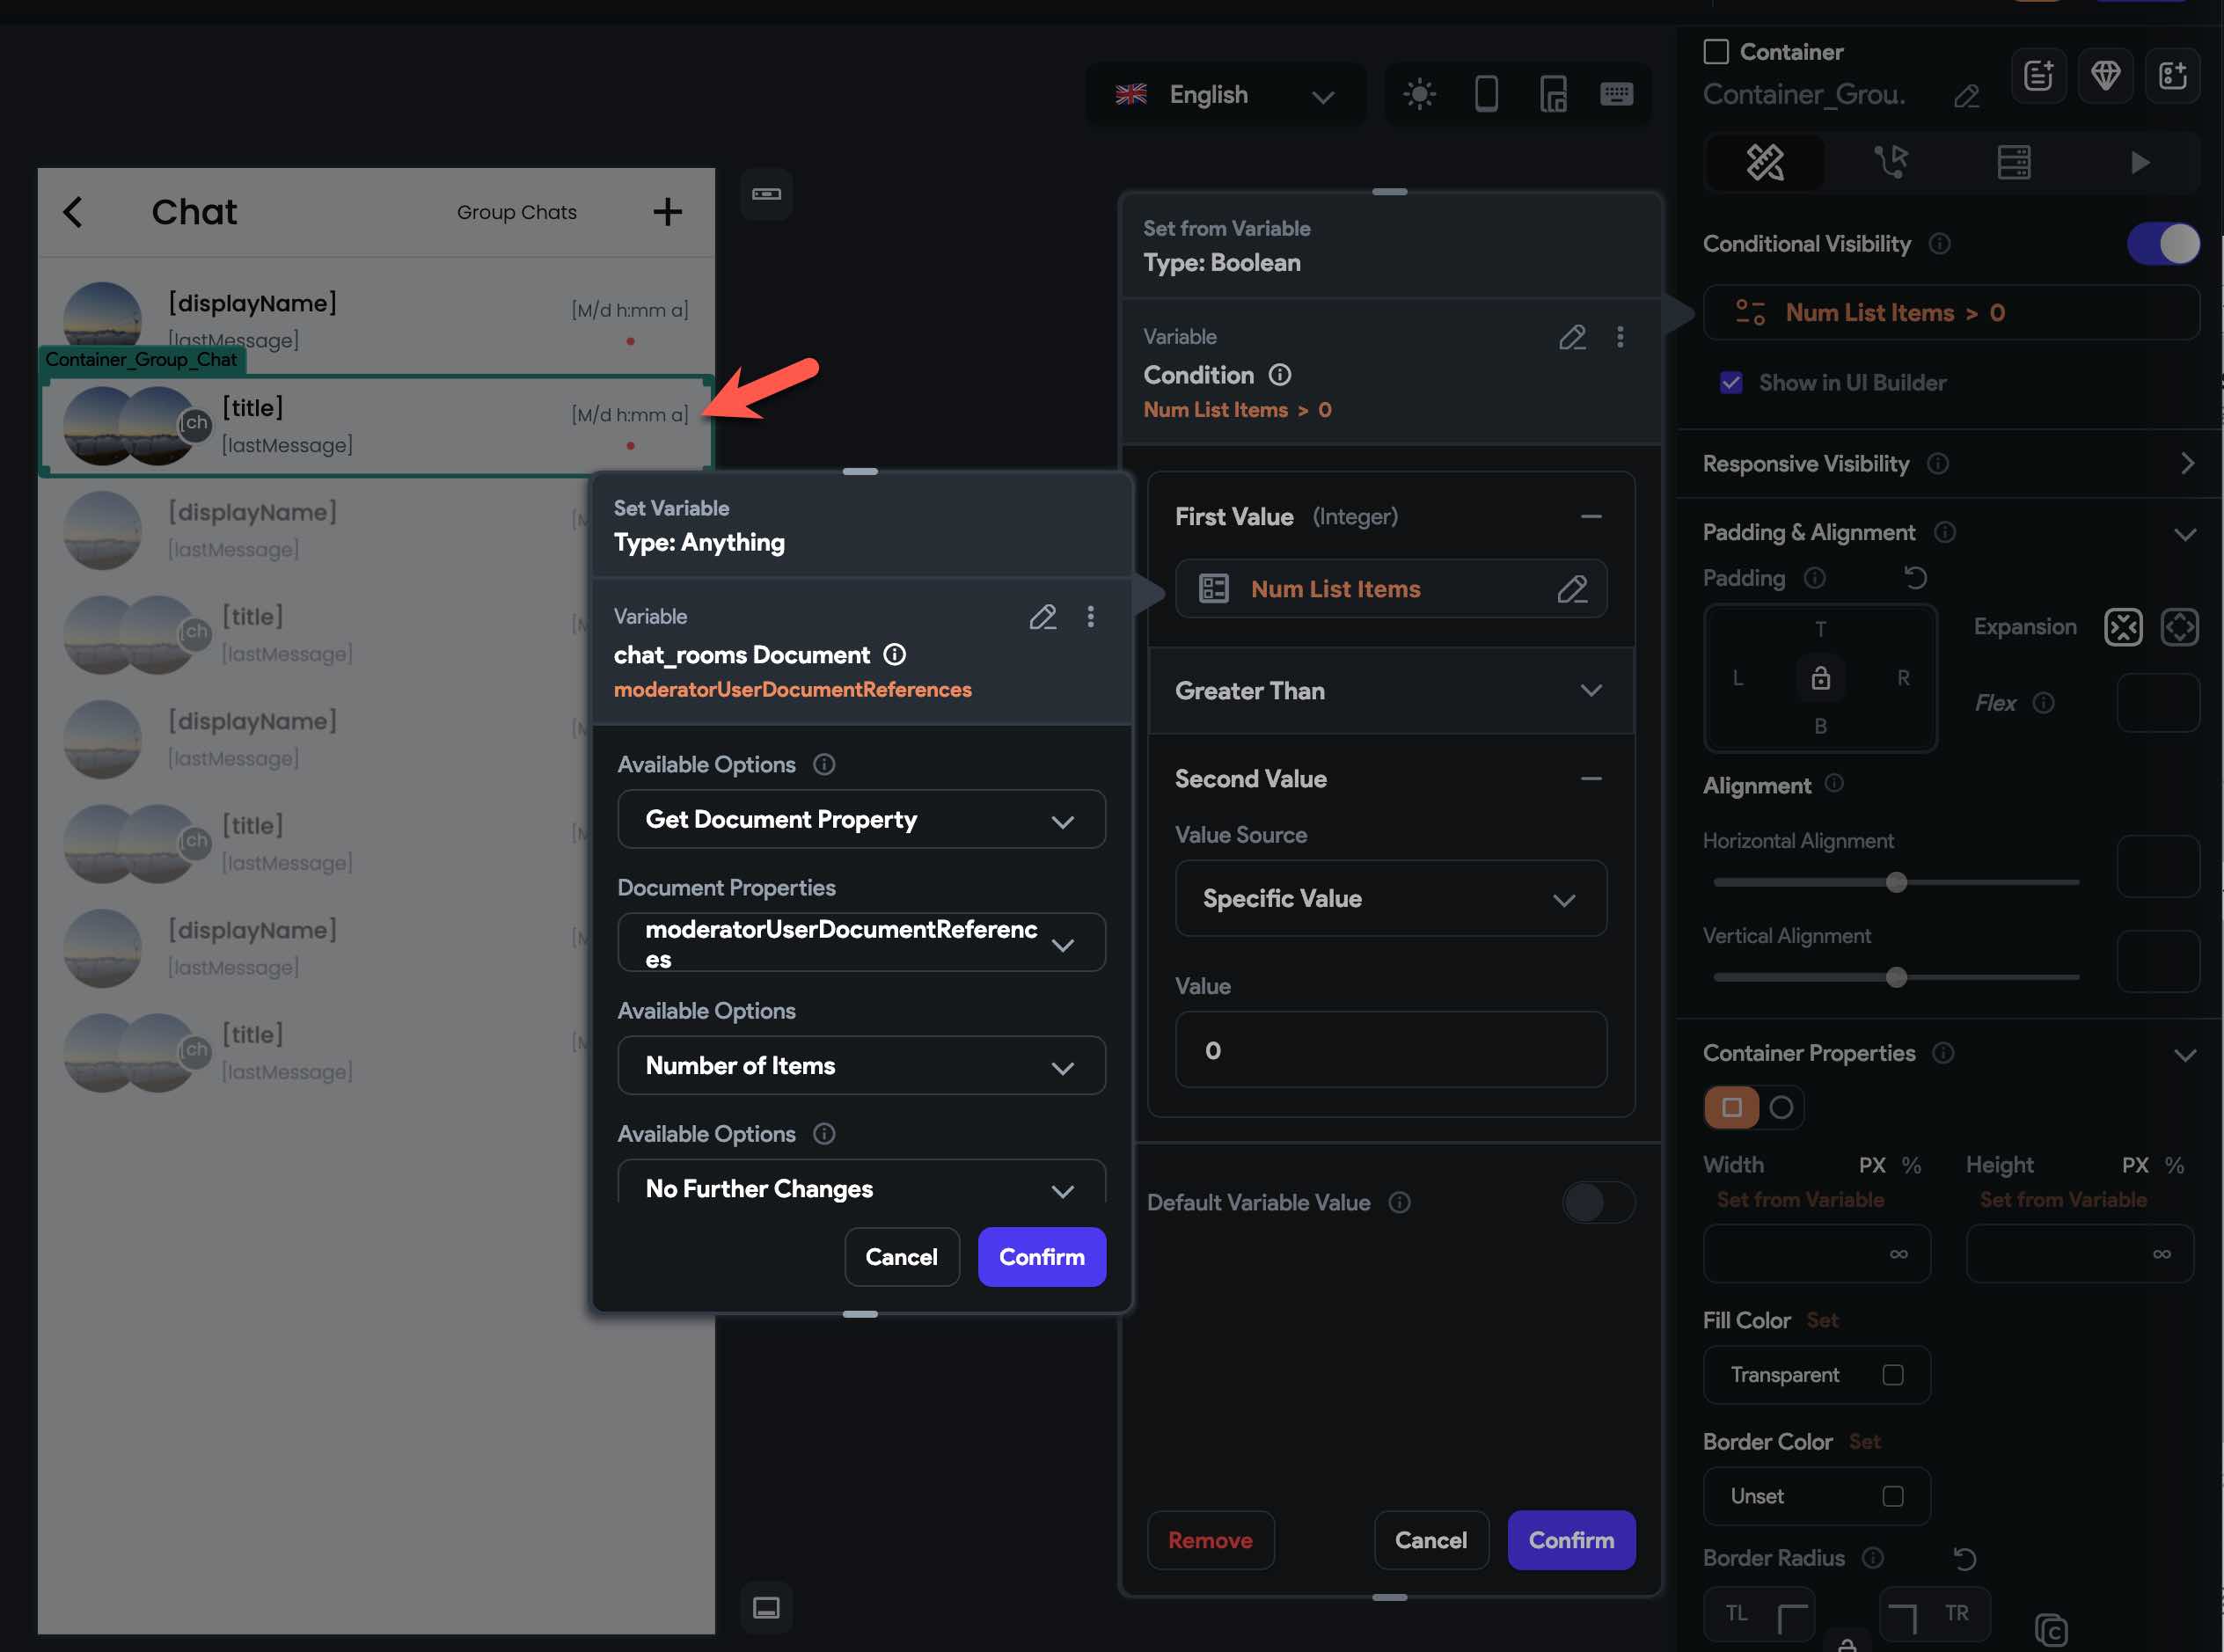 English
Container
Container_Grou.
Chat
Group Chats
[displayName]
[M/d h:mm a]
[lastMessage]
Container_Group_Chat
[title]
[M/d h:mm a]
[ch
[lastMessage]
[displayName]
[M
[lastMessage]
[title]
[M
[ch
[lastMessage]
[displayName]
[M
[lastMessage]
[title]
[M
[ch
[lastMessage]
[displayName]
[M
[lastMessage]
[title]
[M
[ch
[lastMessage]
Set Variable
Type: Anything
Variable
chat_rooms Document
moderatorUserDocumentReferences
Available Options
Get Document Property
Document Properties
moderatorUserDocumentReferenc
es
Available Options
Number of Items
Available Options
No Further Changes
Cancel
Confirm
Set from Variable
Type: Boolean
Variable
Condition
Num List Items > 0
First Value (Integer)
Num List Items
Greater Than
Second Value
Value Source
Specific Value
Value
0
Default Variable Value
Remove
Cancel
Confirm
Conditional Visibility
Num List Items > 0
Show in UI Builder
Responsive Visibility
Padding & Alignment
Padding
T
L
R
B
Expansion
Flex
Alignment
Horizontal Alignment
Vertical Alignment
Container Properties
Width PX %
Height PX %
Set from Variable
Set from Variable
∞
∞
Fill Color Set
Transparent
Border Color Set
Unset
Border Radius
TL
TR